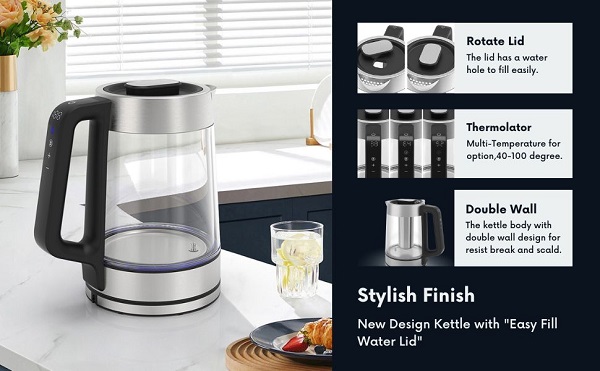 Rotate Lid
The lid has a water
hole to fill easily.
Thermolator
Multi-Temperature for
option,40-100 degree.
Double Wall
The kettle body with
double wall design for
resist break and scald.
Stylish Finish
New Design Kettle with "Easy Fill
Water Lid"